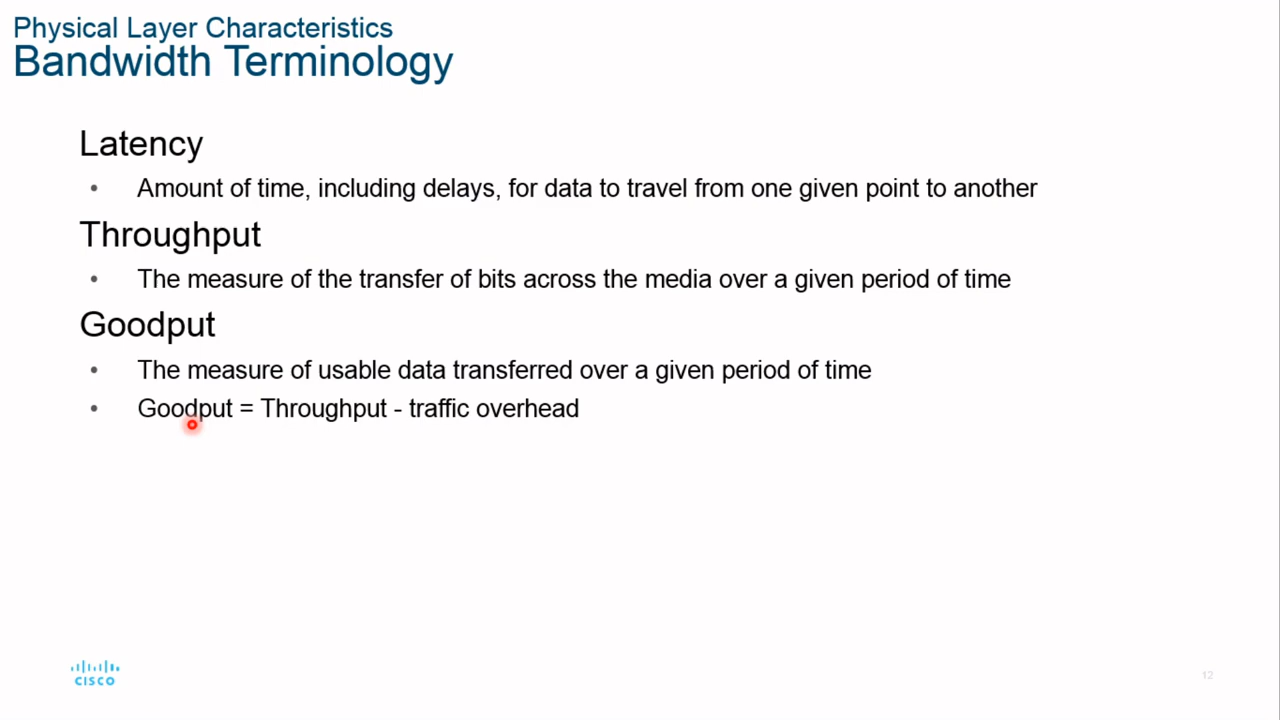 Physical Layer Characteristics
Bandwidth Terminology
Latency
• Amount of time, including delays, for data to travel from one given point to another
Throughput
• The measure of the transfer of bits across the media over a given period of time
Goodput
• The measure of usable data transferred over a given period of time
• Goodput = Throughput - traffic overhead
CISCO
12